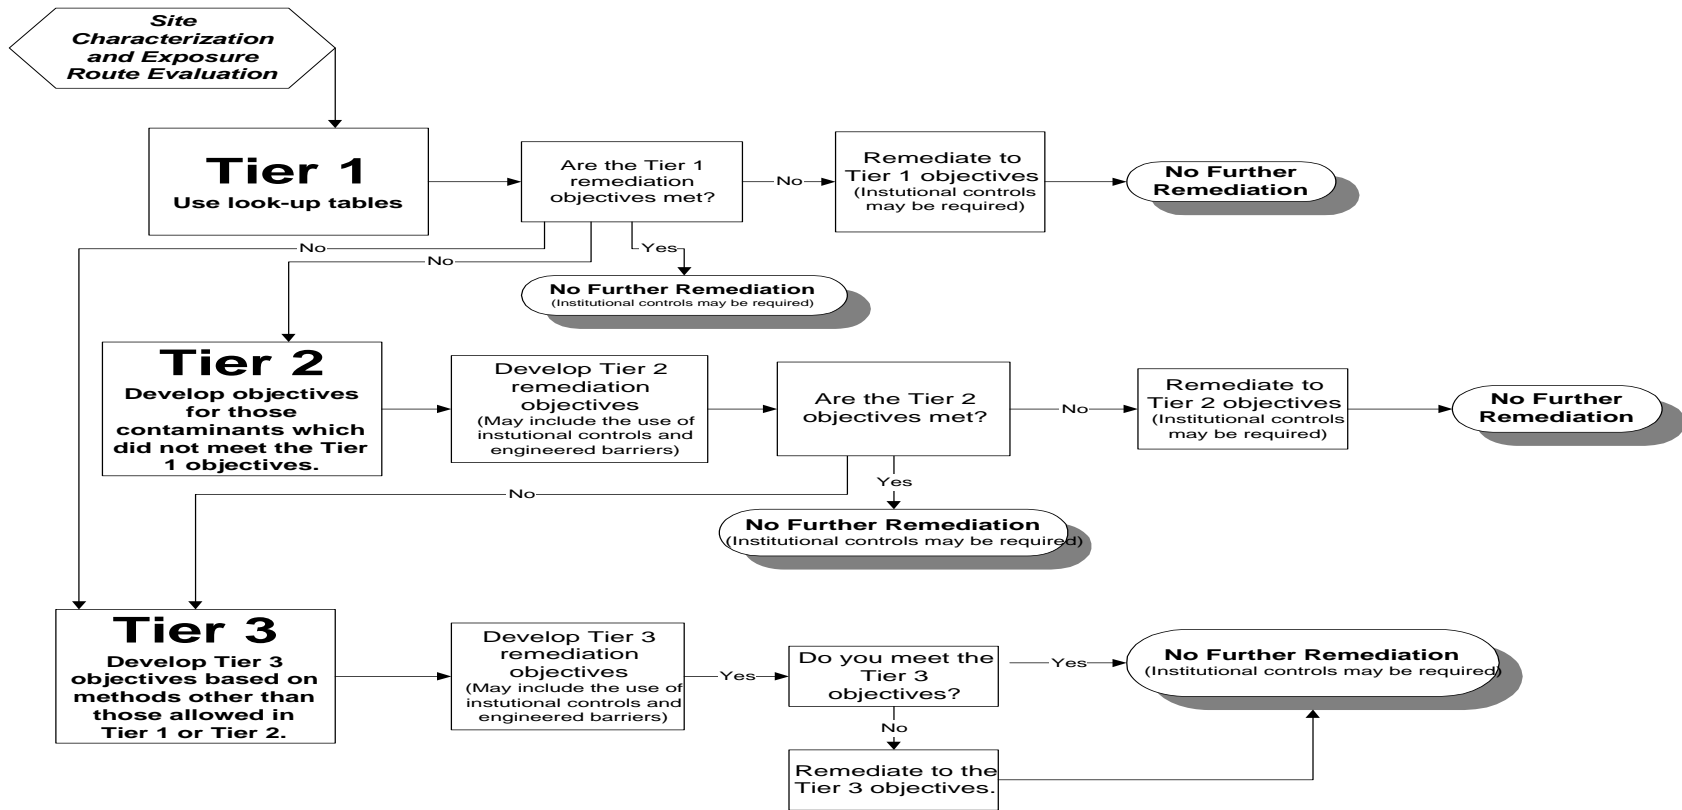 Site
Characterization
and Exposure
Route Evaluation
Tier 1
Use look-up tables
Are the Tier 1
remediation
objectives met?
No
Remediate to
Tier 1 objectives
(Instutional controls
may be required)
No Further
Remediation
No
No
Yes
No Further Remediation
(Institutional controls may be required)
Tier 2
Develop objectives
for those
contaminants which
did not meet the Tier
1 objectives.
Develop Tier 2
remediation
objectives
(May include the use of
instutional controls and
engineered barriers)
Are the Tier 2
objectives met?
No
Remediate to
Tier 2 objectives
(Institutional controls
may be required)
No Further
Remediation
No
Yes
No Further Remediation
(Institutional controls may be required)
Tier 3
Develop Tier 3
objectives based on
methods other than
those allowed in
Tier 1 or Tier 2.
Develop Tier 3
remediation
objectives
(May include the use of
instutional controls and
engineered barriers)
Yes
Do you meet the
Tier 3
objectives?
Yes
No Further Remediation
(Institutional controls may be required)
No
Remediate to the
Tier 3 objectives.